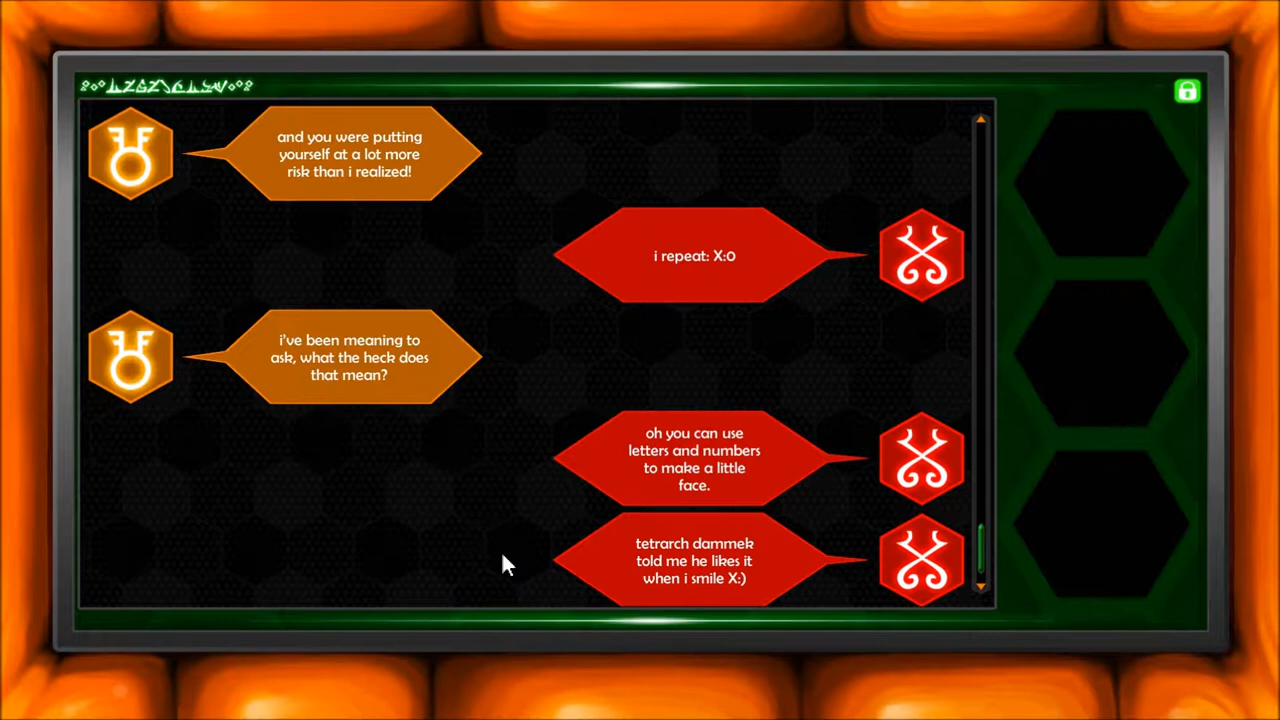 and you were putting
yourself at a lot more
risk than i realized!
i repeat: X:0
i've been meaning to
ask, what the heck does
that mean?
oh you can use
letters and numbers
to make a little
face.
tetrarch dammek
told me he likes it
when i smile X:)